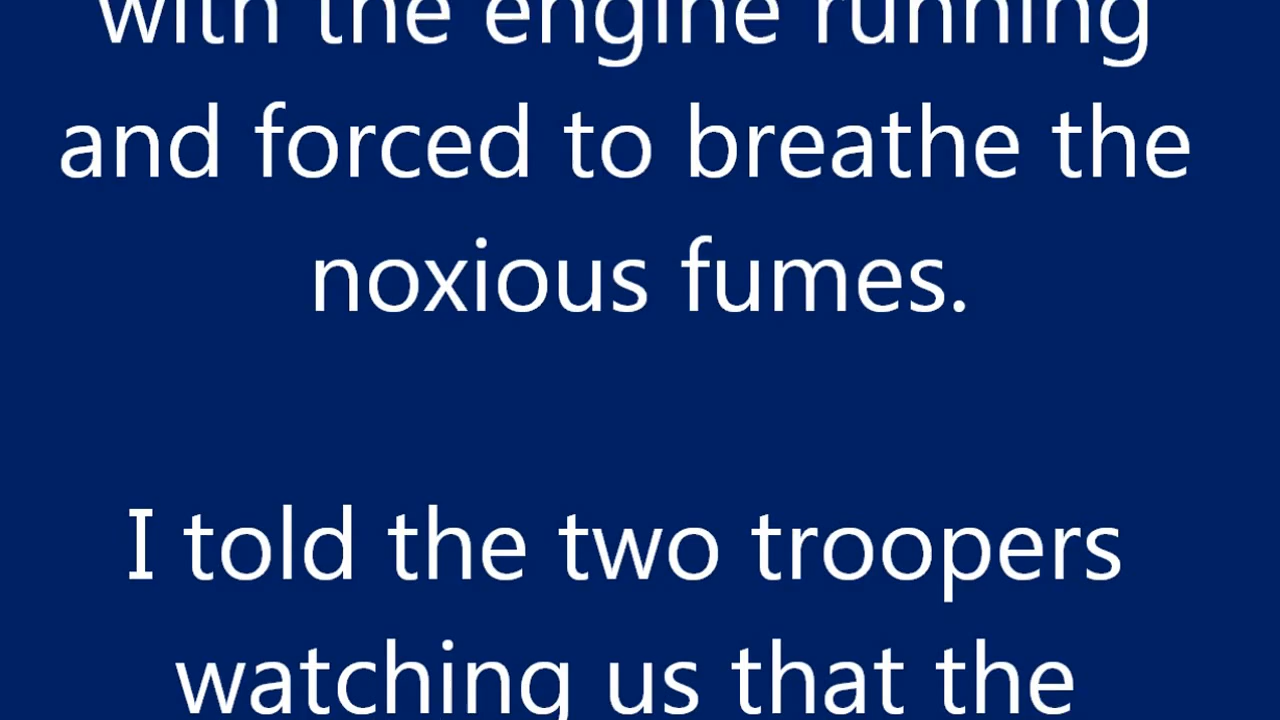 with the engine running
and forced to breathe the
noxious fumes.
I told the two troopers
watching us that the